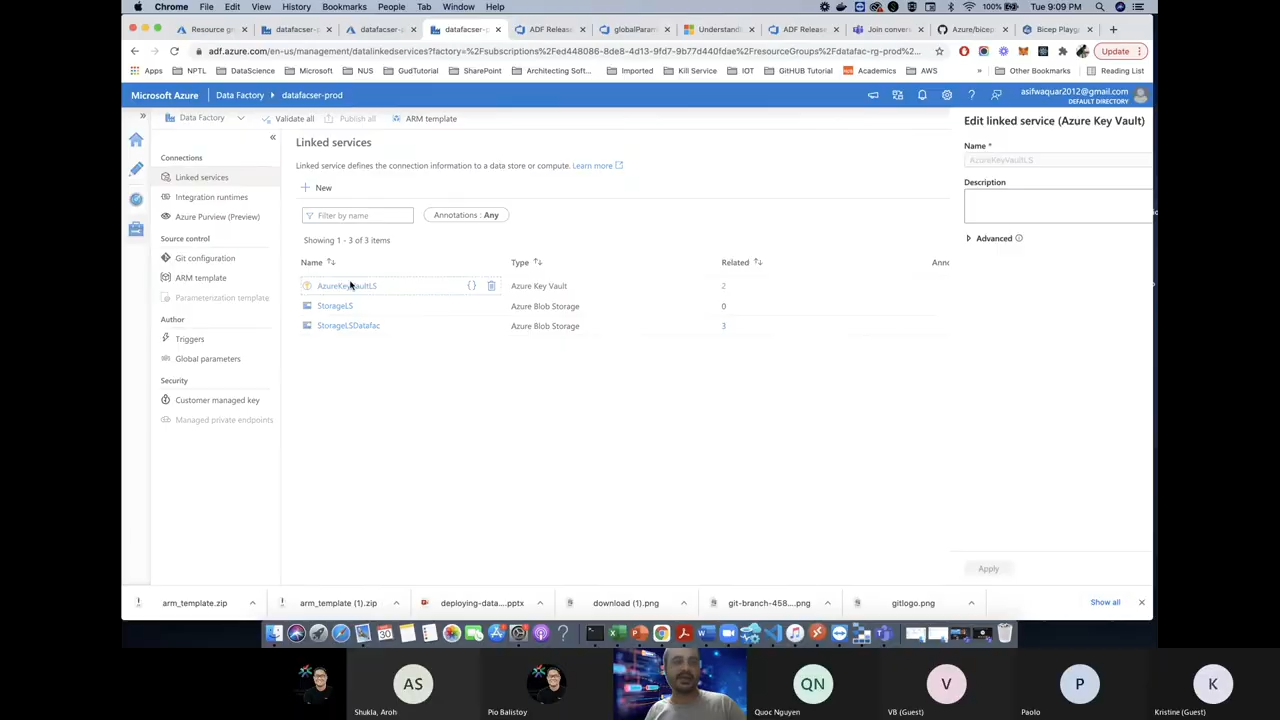 Chrome File Edit View History Bookmarks People Tab Window Help 100% Tue 9:09 PM
Resource g datafacser-p datafacser-a datafacser-p ADF Release globalParam Understandi ADF Release Join conver Azure/bicep Bicep Playg
adf.azure.com/en-us/management/datalinkedservices?factory=%2Fsubscriptions%2Fed448086-8de8-4d13-9fd7-9b77d440fdae%2FresourceGroups%2Fdatafac-rg-prod%2... Update
Apps NPTL DataScience Microsoft NUS GudTutorial SharePoint Architecting Soft... Imported Kill Service IOT GitHUB Tutorial Academics AWS » Other Bookmarks Reading List
Microsoft Azure Data Factory datafacser-prod asifwaquar2012@gmail.com
DEFAULT DIRECTORY
Data Factory Validate all Publish all ARM template
Edit linked service (Azure Key Vault)
Name *
AzureKeyVaultLS
Description
Advanced
Apply
Connections
Linked services
Integration runtimes
Azure Purview (Preview)
Source control
Git configuration
ARM template
Parameterization template
Author
Triggers
Global parameters
Security
Customer managed key
Managed private endpoints
Linked services
Linked service defines the connection information to a data store or compute. Learn more
New
Filter by name Annotations : Any
Showing 1 - 3 of 3 items
Name Type Related Anno
AzureKeyVaultLS {} Azure Key Vault 2
StorageLS Azure Blob Storage 0
StorageLSDatafac Azure Blob Storage 3
arm_template.zip arm_template (1).zip deploying-data....pptx download (1).png git-branch-458....png gitlogo.png Show all
30
AS QN V P K
Shukla, Aroh Pio Balistoy Quoc Nguyen VB (Guest) Paolo Kristine (Guest)